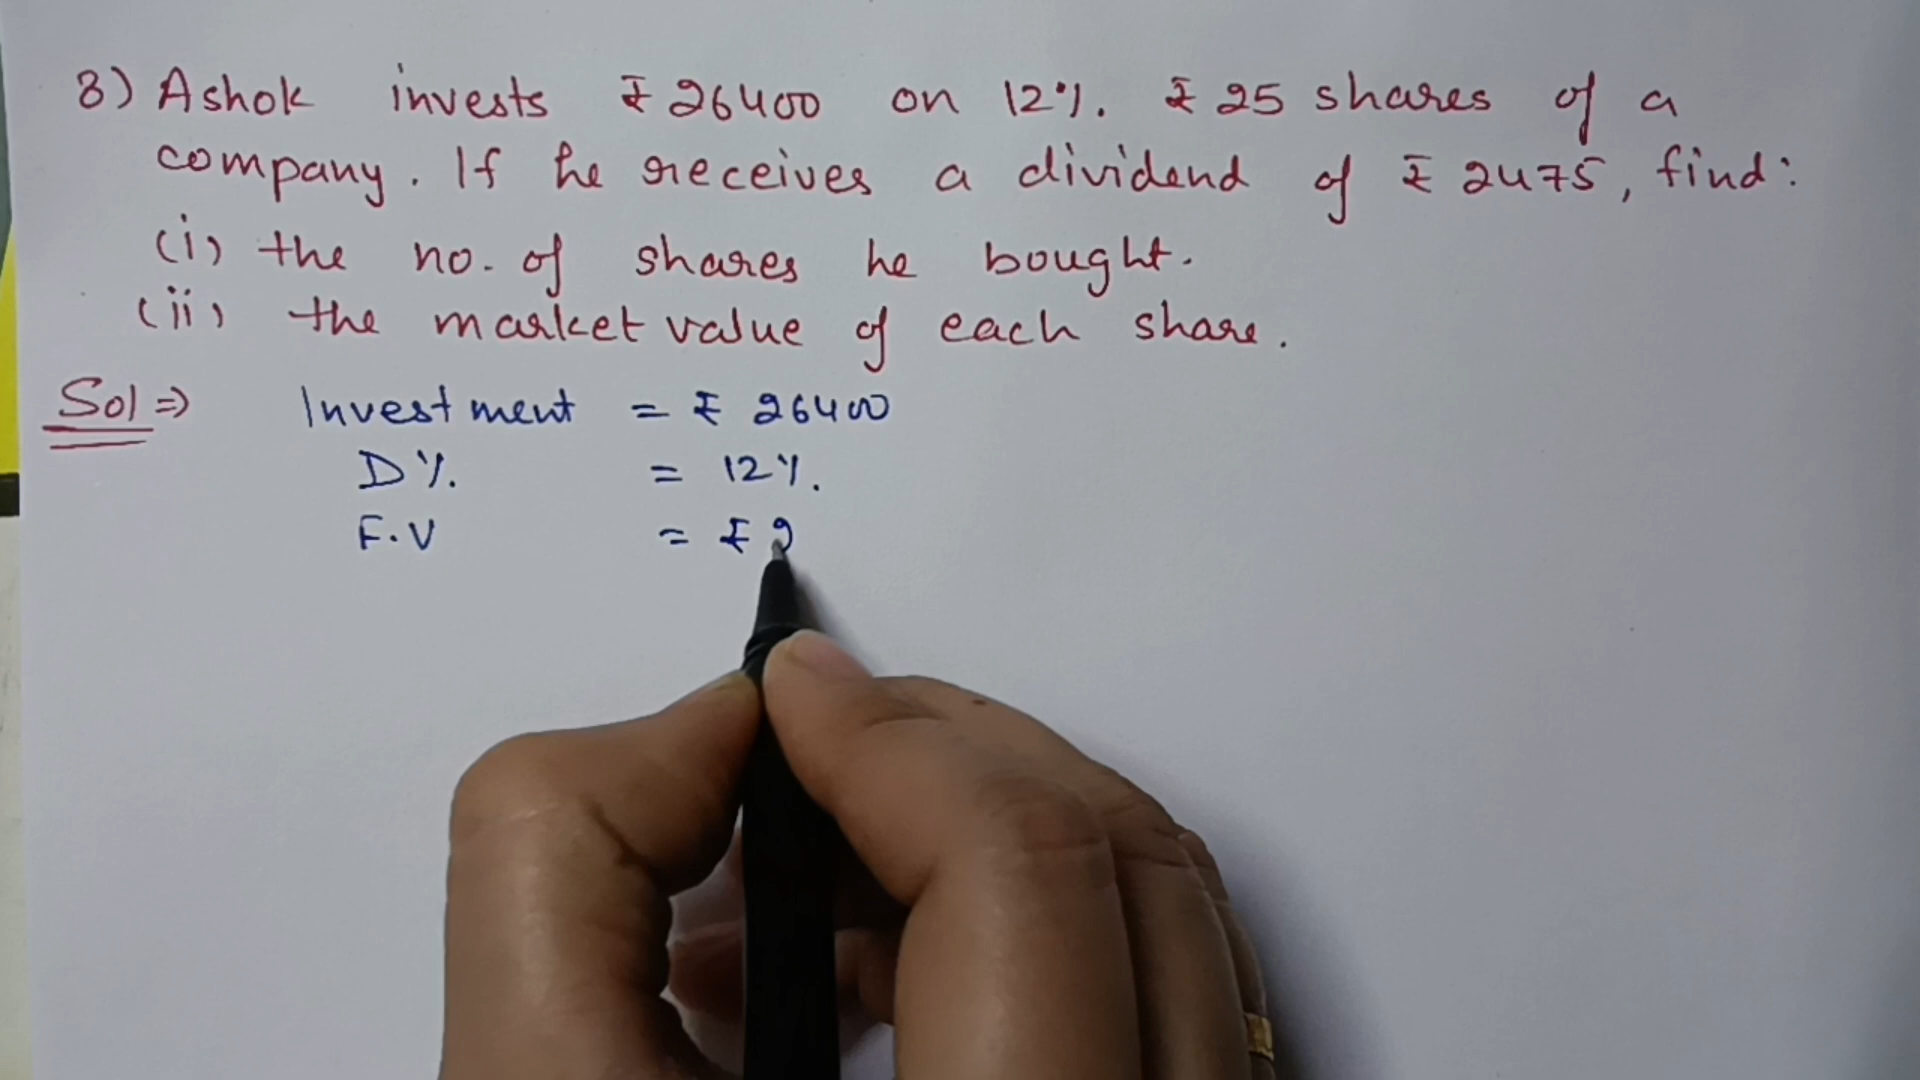 8) Ashok invests ₹ 26400 on 12%. ₹ 25 shares of a
company. If he receives a dividend of ₹ 2475, find:
(i) the no. of shares he bought.
(ii) the market value of each share.
Sol ⇒ Investment = ₹ 26400
D%. = 12%.
F.V = ₹ 2